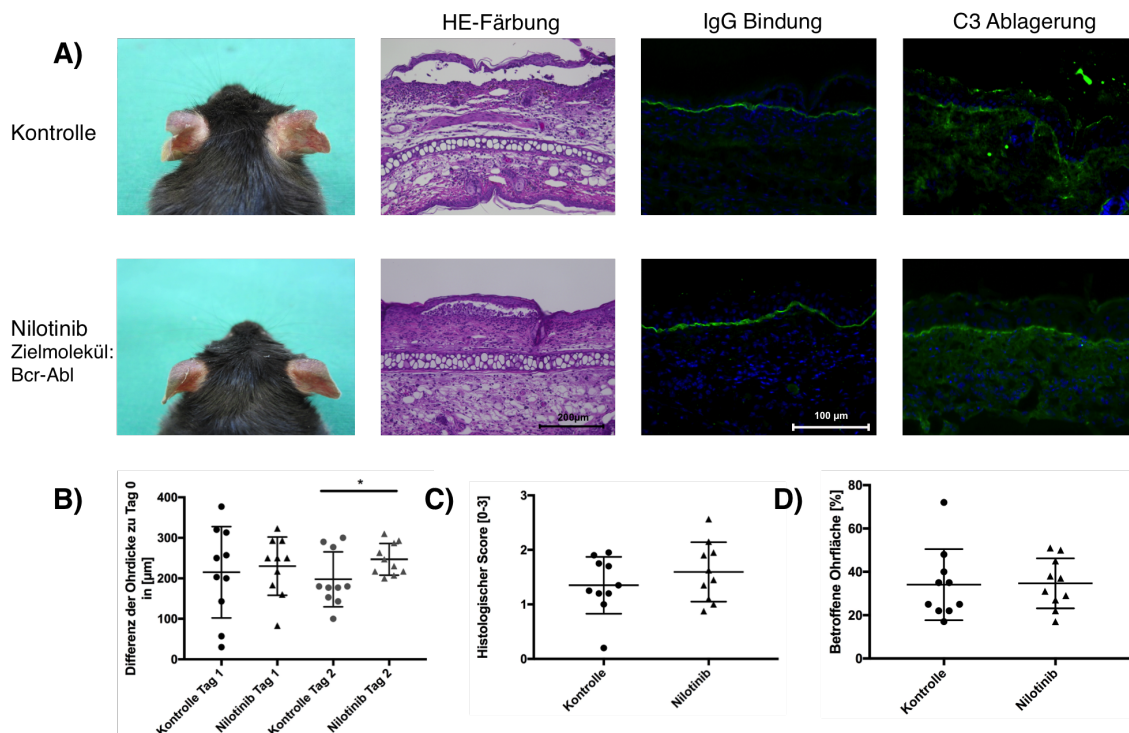 HE-Färbung
IgG Bindung
C3 Ablagerung
A)
Kontrolle
Nilotinib
Zielmolekül:
Bcr-Abl
200µm
100 µm
B)
Differenz der Ohrdicke zu Tag 0
in [µm]
400
300
200
100
0
*
Kontrolle Tag 1
Nilotinib Tag 1
Kontrolle Tag 2
Nilotinib Tag 2
C)
Histologischer Score [0-3]
3
2
1
0
Kontrolle
Nilotinib
D)
Betroffene Ohrfläche [%]
80
60
40
20
0
Kontrolle
Nilotinib